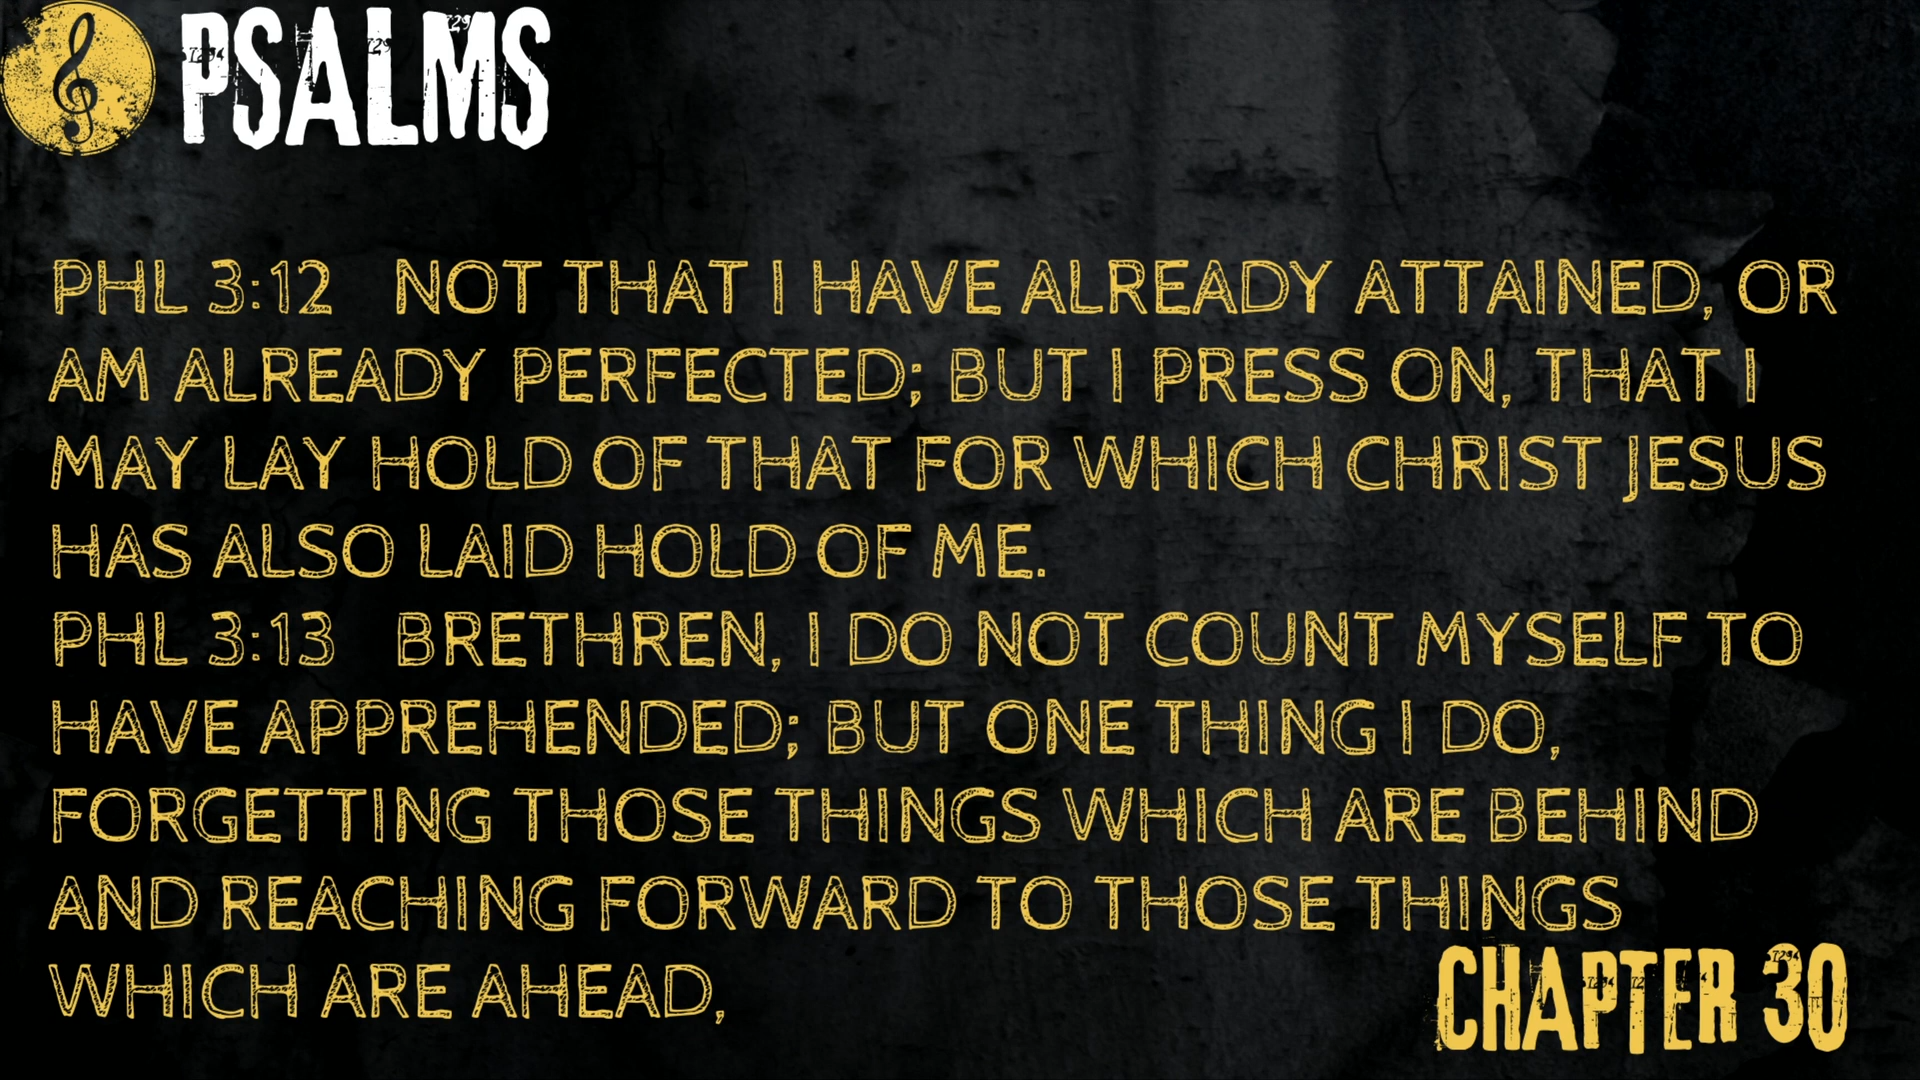 PSALMS
PHL 3:12 NOT THAT I HAVE ALREADY ATTAINED, OR
AM ALREADY PERFECTED; BUT I PRESS ON, THAT I
MAY LAY HOLD OF THAT FOR WHICH CHRIST JESUS
HAS ALSO LAID HOLD OF ME.
PHL 3:13 BRETHREN, I DO NOT COUNT MYSELF TO
HAVE APPREHENDED; BUT ONE THING I DO,
FORGETTING THOSE THINGS WHICH ARE BEHIND
AND REACHING FORWARD TO THOSE THINGS
WHICH ARE AHEAD,
CHAPTER 30